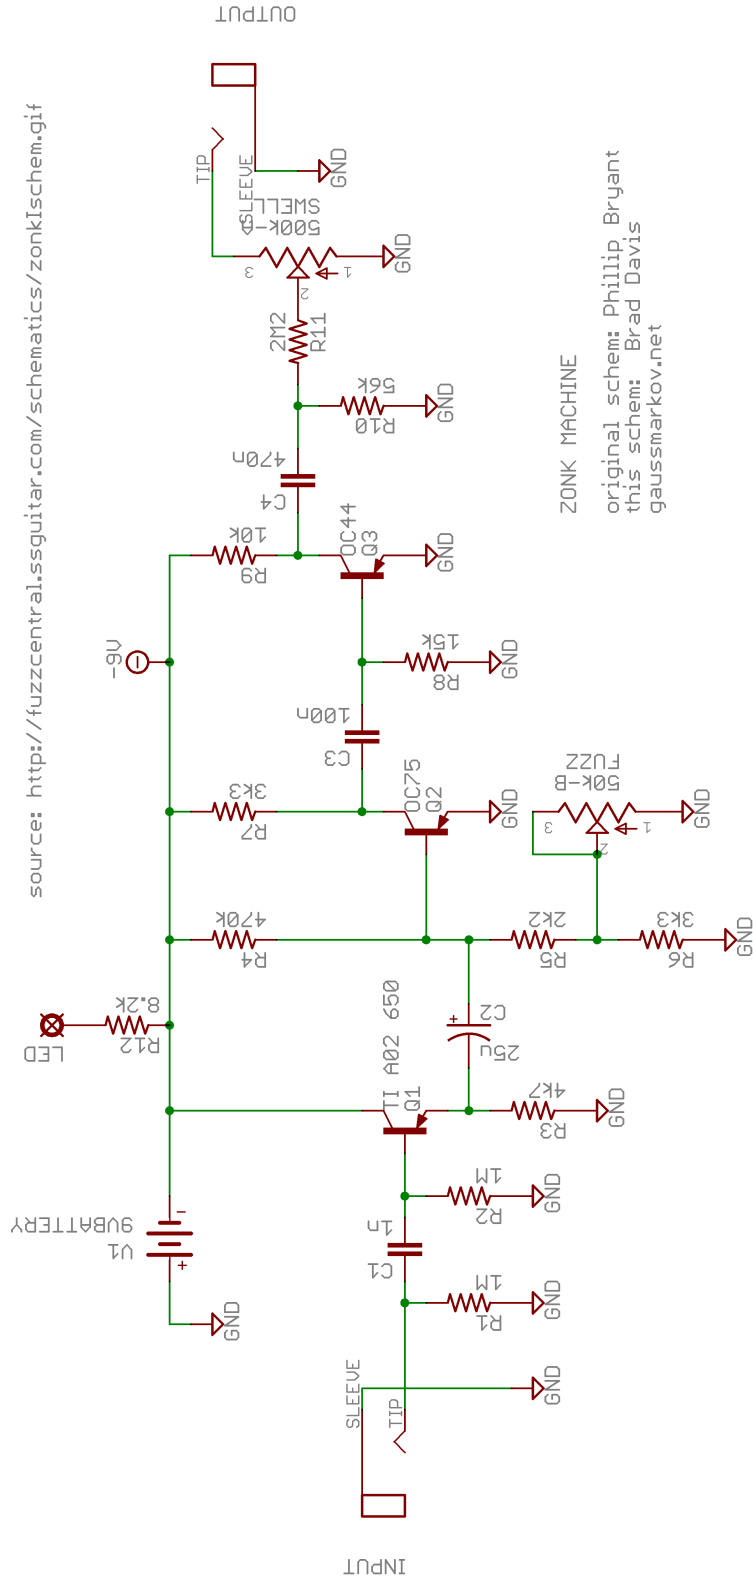 source: http://fuzzcentral.ssguitar.com/schematics/zonk1schem.gif
INPUT
SLEEVE
TIP
GND
R1
1M
GND
C1
1n
R2
1M
GND
V1
9VBATTERY
+
-
GND
Q1
TI A02 650
R3
4k7
GND
C2
25u
+
LED
R12
8.2k
R4
470k
R5
2k2
R6
3k3
GND
50k-B
FUZZ
3
2
1
GND
R7
3k3
OC75
Q2
GND
C3
100n
R8
15k
GND
-9V
R9
10k
OC44
Q3
GND
C4
470n
R10
56k
GND
2M2
R11
500k-A
SWELL
3
2
1
GND
TIP
SLEEVE
GND
OUTPUT
ZONK MACHINE
original schem: Phillip Bryant
this schem: Brad Davis
gaussmarkov.net